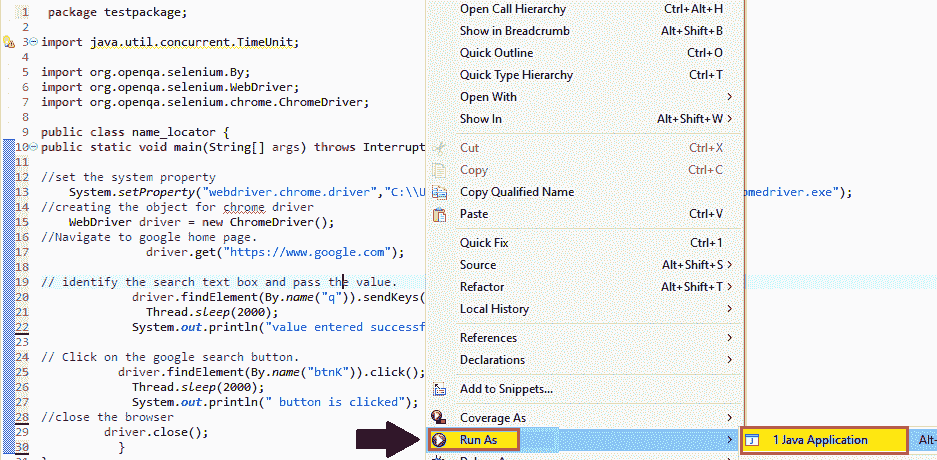 1 package testpackage;
2
3 import java.util.concurrent.TimeUnit;
4
5 import org.openqa.selenium.By;
6 import org.openqa.selenium.WebDriver;
7 import org.openqa.selenium.chrome.ChromeDriver;
8
9 public class name_locator {
10 public static void main(String[] args) throws Interrupt
11
12 //set the system property
13 System.setProperty("webdriver.chrome.driver","C:\\U omedriver.exe");
14 //creating the object for chrome driver
15 WebDriver driver = new ChromeDriver();
16 //Navigate to google home page.
17 driver.get("https://www.google.com");
18
19 // identify the search text box and pass the value.
20 driver.findElement(By.name("q")).sendKeys(
21 Thread.sleep(2000);
22 System.out.println("value entered successf
23
24 // Click on the google search button.
25 driver.findElement(By.name("btnK")).click();
26 Thread.sleep(2000);
27 System.out.println(" button is clicked");
28 //close the browser
29 driver.close();
30 }
Open Call Hierarchy Ctrl+Alt+H
Show in Breadcrumb Alt+Shift+B
Quick Outline Ctrl+O
Quick Type Hierarchy Ctrl+T
Open With >
Show In Alt+Shift+W >
Cut Ctrl+X
Copy Ctrl+C
Copy Qualified Name
Paste Ctrl+V
Quick Fix Ctrl+1
Source Alt+Shift+S >
Refactor Alt+Shift+T >
Local History >
References >
Declarations >
Add to Snippets...
Coverage As >
Run As >
1 Java Application Alt+